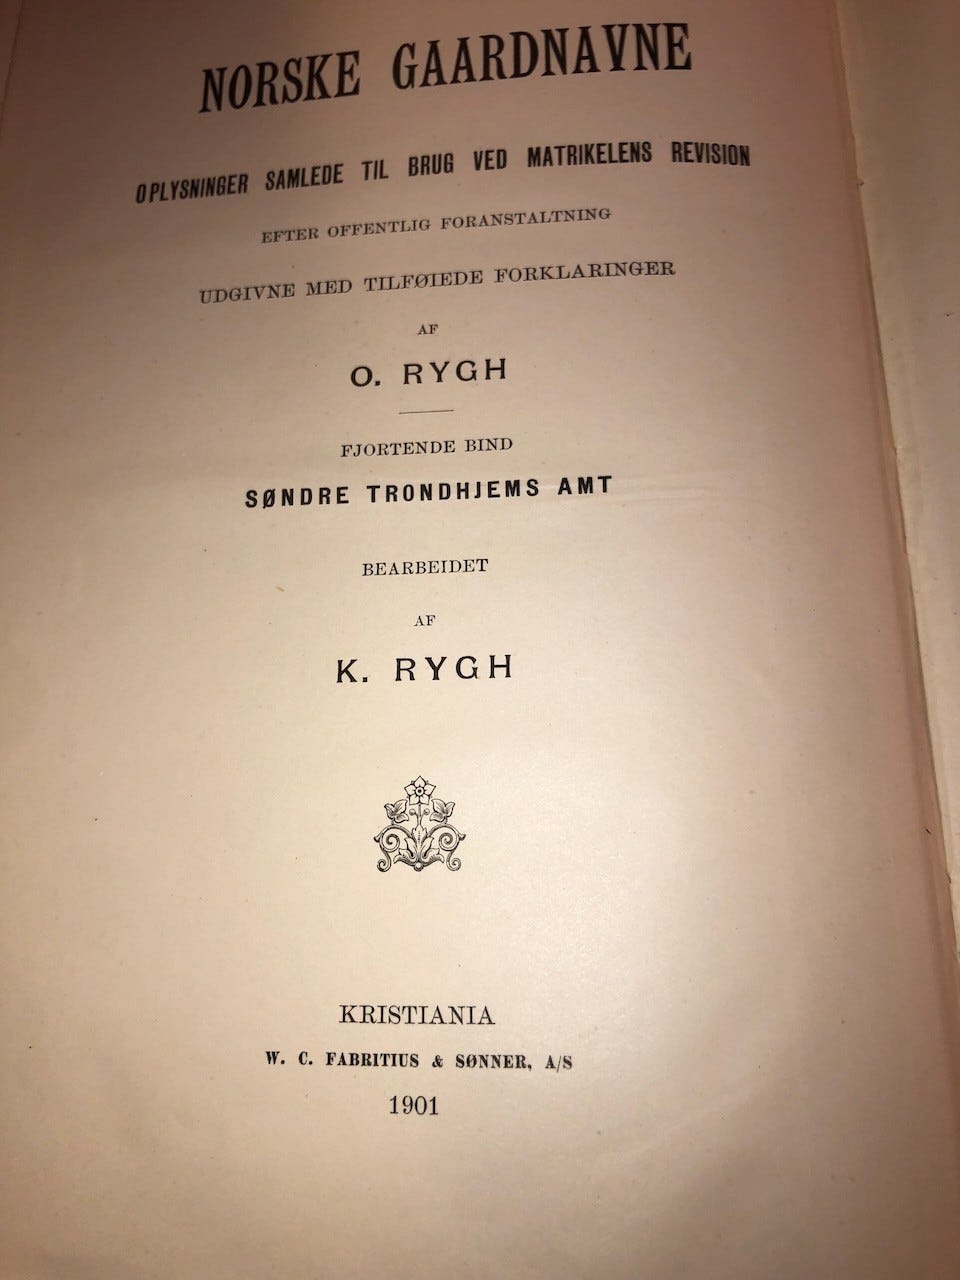 NORSKE GAARDNAVNE
OPLYSNINGER SAMLEDE TIL BRUG VED MATRIKELENS REVISION
EFTER OFFENTLIG FORANSTALTNING
UDGIVNE MED TILFØIEDE FORKLARINGER
AF
O. RYGH
FJORTENDE BIND
SØNDRE TRONDHJEMS AMT
BEARBEIDET
AF
K. RYGH
KRISTIANIA
W. C. FABRITIUS & SØNNER, A/S
1901